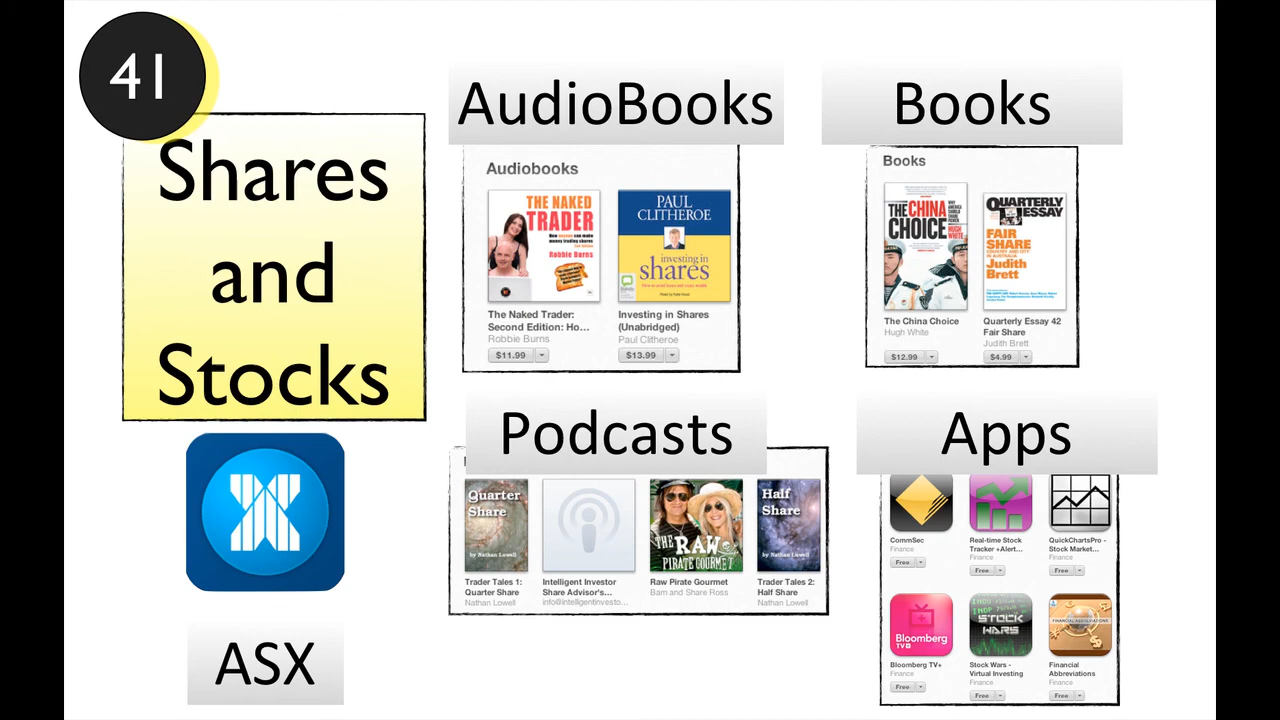 41
Shares
and
Stocks
ASX
AudioBooks
Audiobooks
THE NAKED
TRADER
Robbie Burns
PAUL
CLITHEROE
investing in
shares
The Naked Trader:
Second Edition: Ho...
Robbie Burns
$11.99
Investing in Shares
(Unabridged)
Paul Clitheroe
$13.99
Books
Books
THE CHINA
CHOICE
HUGH
WHITE
QUARTERLY
ESSAY
FAIR
SHARE
Judith
Brett
The China Choice
Hugh White
$12.99
Quarterly Essay 42
Fair Share
Judith Brett
$4.99
Podcasts
Quarter
Share
by Nathan Lowell
THE RAW
PIRATE GOURMET
Half
Share
by Nathan Lowell
Trader Tales 1:
Quarter Share
Nathan Lowell
Intelligent Investor
Share Advisor's...
info@intelligentinvesto...
Raw Pirate Gourmet
Bam and Share Ross
Trader Tales 2:
Half Share
Nathan Lowell
Apps
CommSec
Finance
Free
Real-time Stock
Tracker +Alert...
Finance
Free
QuickChartsPro -
Stock Market...
Finance
Free
Bloomberg
TV+
STOCK
WARS
FINANCIAL ABBREVIATIONS
Bloomberg TV+
Finance
Free
Stock Wars -
Virtual Investing
Finance
Free
Financial
Abbreviations
Finance
Free